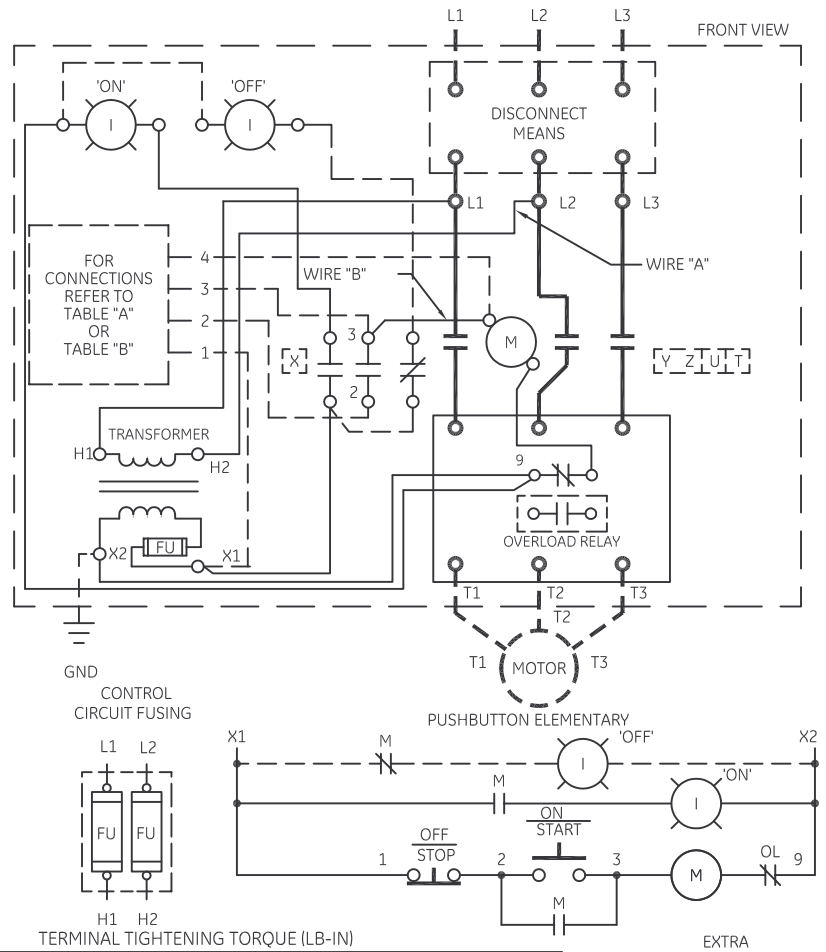 L1 L2 L3
FRONT VIEW
'ON' 'OFF'
I I
DISCONNECT
MEANS
L1 L2 L3
FOR
CONNECTIONS
REFER TO
TABLE "A"
OR
TABLE "B"
4
3
2
1
WIRE "B"
WIRE "A"
X
3
2
M
Y Z U T
TRANSFORMER
H1 H2
9
OVERLOAD RELAY
X2 FU X1
T1 T2 T3
T2
T1 MOTOR T3
GND
CONTROL
CIRCUIT FUSING
L1 L2
FU FU
H1 H2
PUSHBUTTON ELEMENTARY
X1 X2
M I 'OFF'
M I 'ON'
OFF
STOP
ON
START
1 2 3 M OL 9
M
TERMINAL TIGHTENING TORQUE (LB-IN)
EXTRA